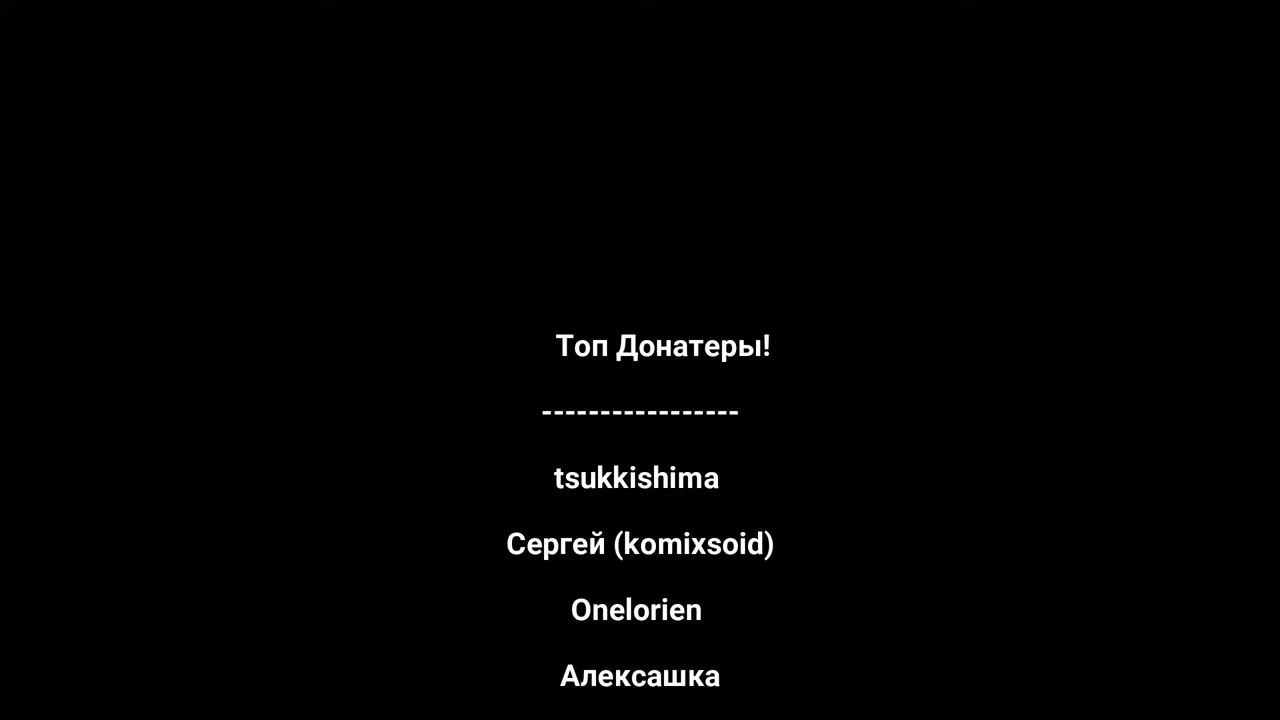 Топ Донатеры!
-----------------
tsukkishima
Сергей (komixsoid)
Onelorien
Алексашка